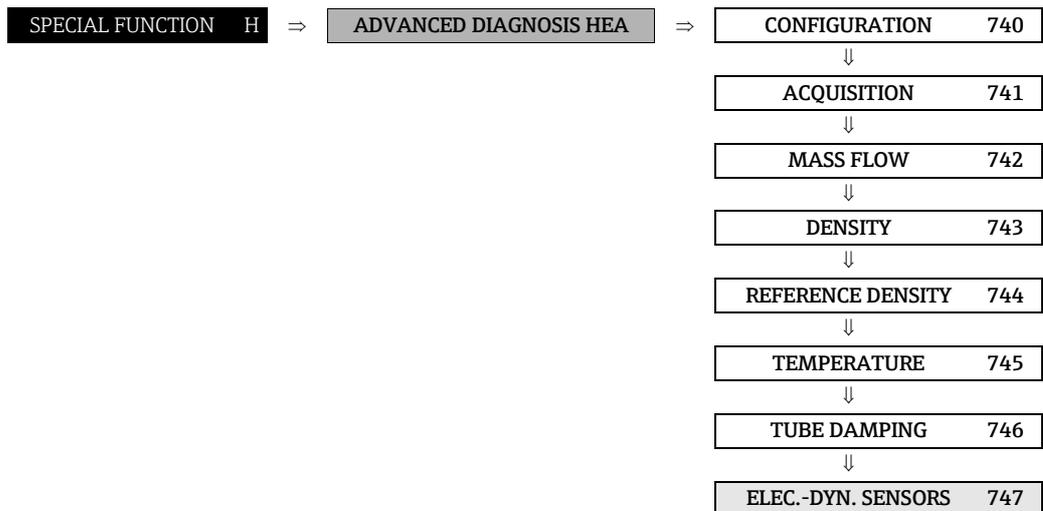 SPECIAL FUNCTION H ⇒ ADVANCED DIAGNOSIS HEA ⇒ CONFIGURATION 740
⇓
ACQUISITION 741
⇓
MASS FLOW 742
⇓
DENSITY 743
⇓
REFERENCE DENSITY 744
⇓
TEMPERATURE 745
⇓
TUBE DAMPING 746
⇓
ELEC.-DYN. SENSORS 747